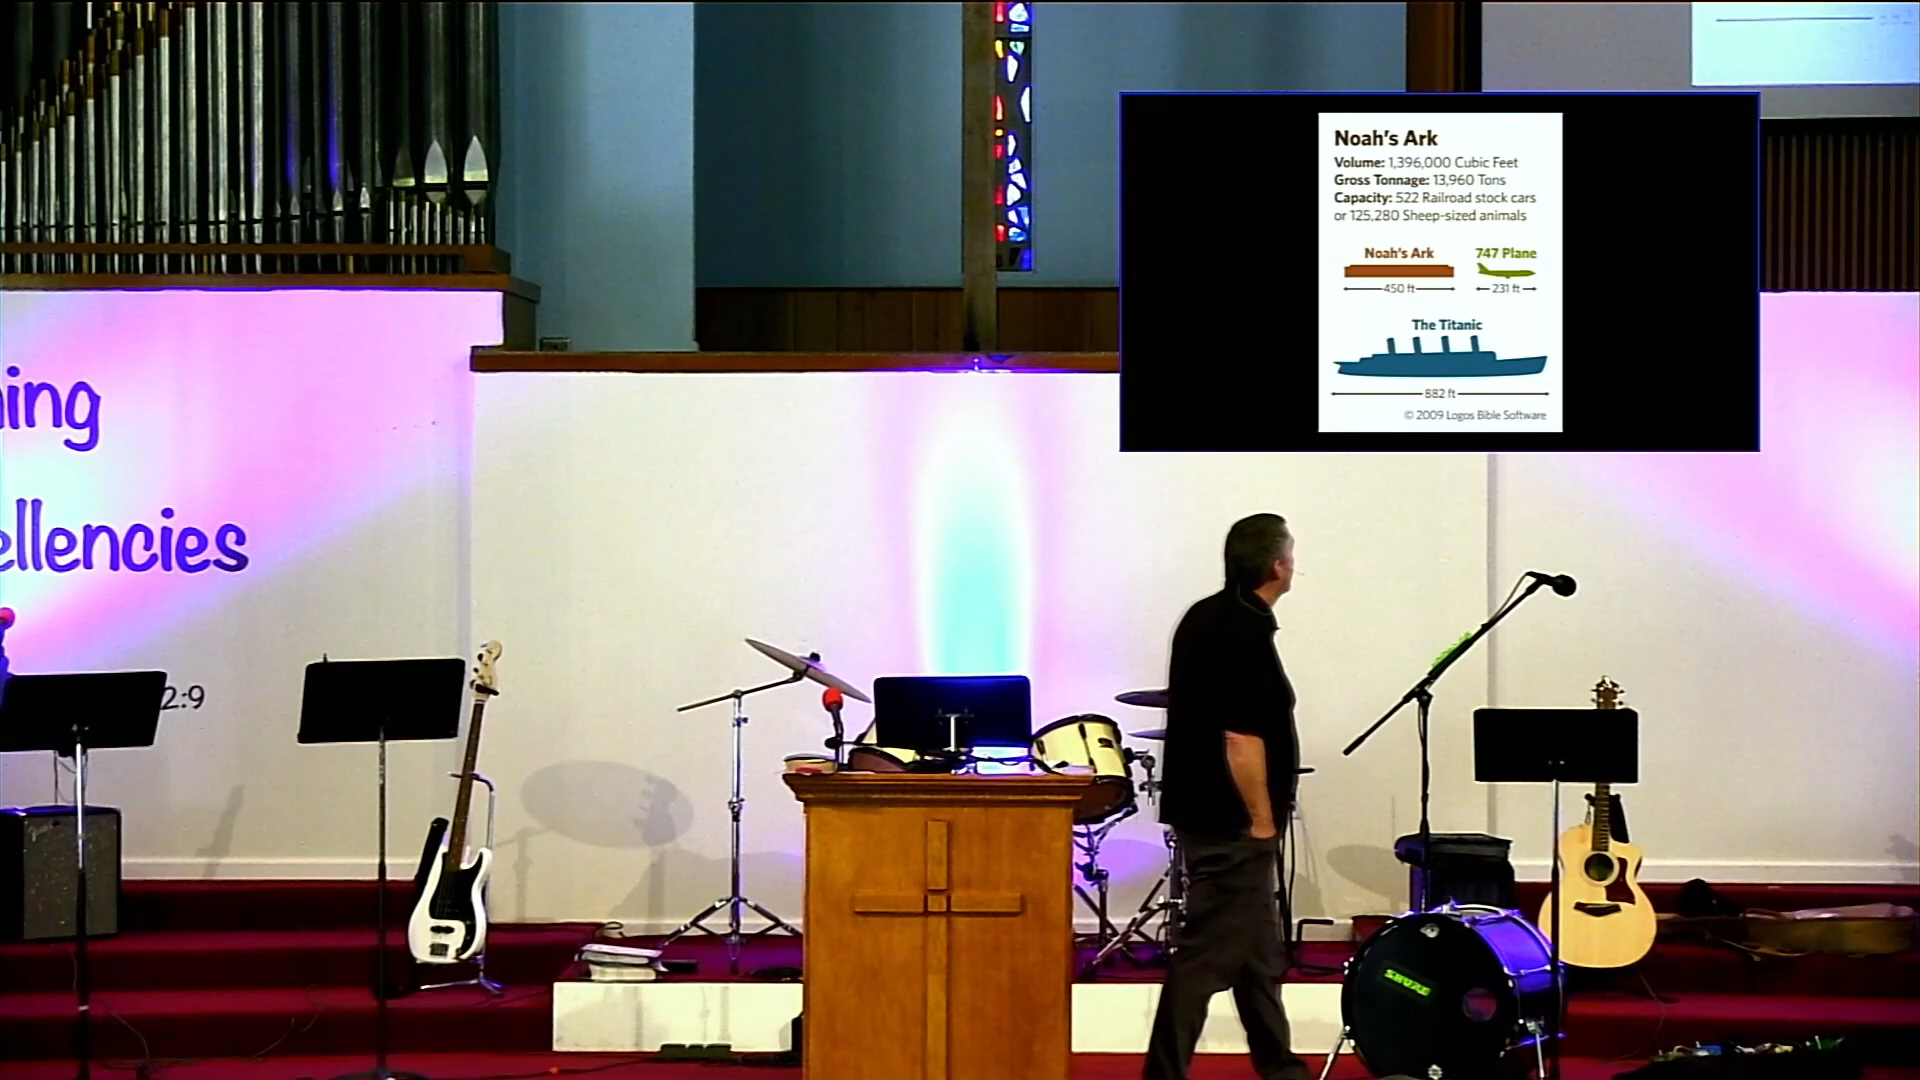 Noah's Ark
Volume: 1,396,000 Cubic Feet
Gross Tonnage: 13,960 Tons
Capacity: 522 Railroad stock cars
or 125,280 Sheep-sized animals
Noah's Ark
747 Plane
450 ft
231 ft
The Titanic
882 ft
© 2009 Logos Bible Software
ing
ellencies
2:9
Fender
SHURE